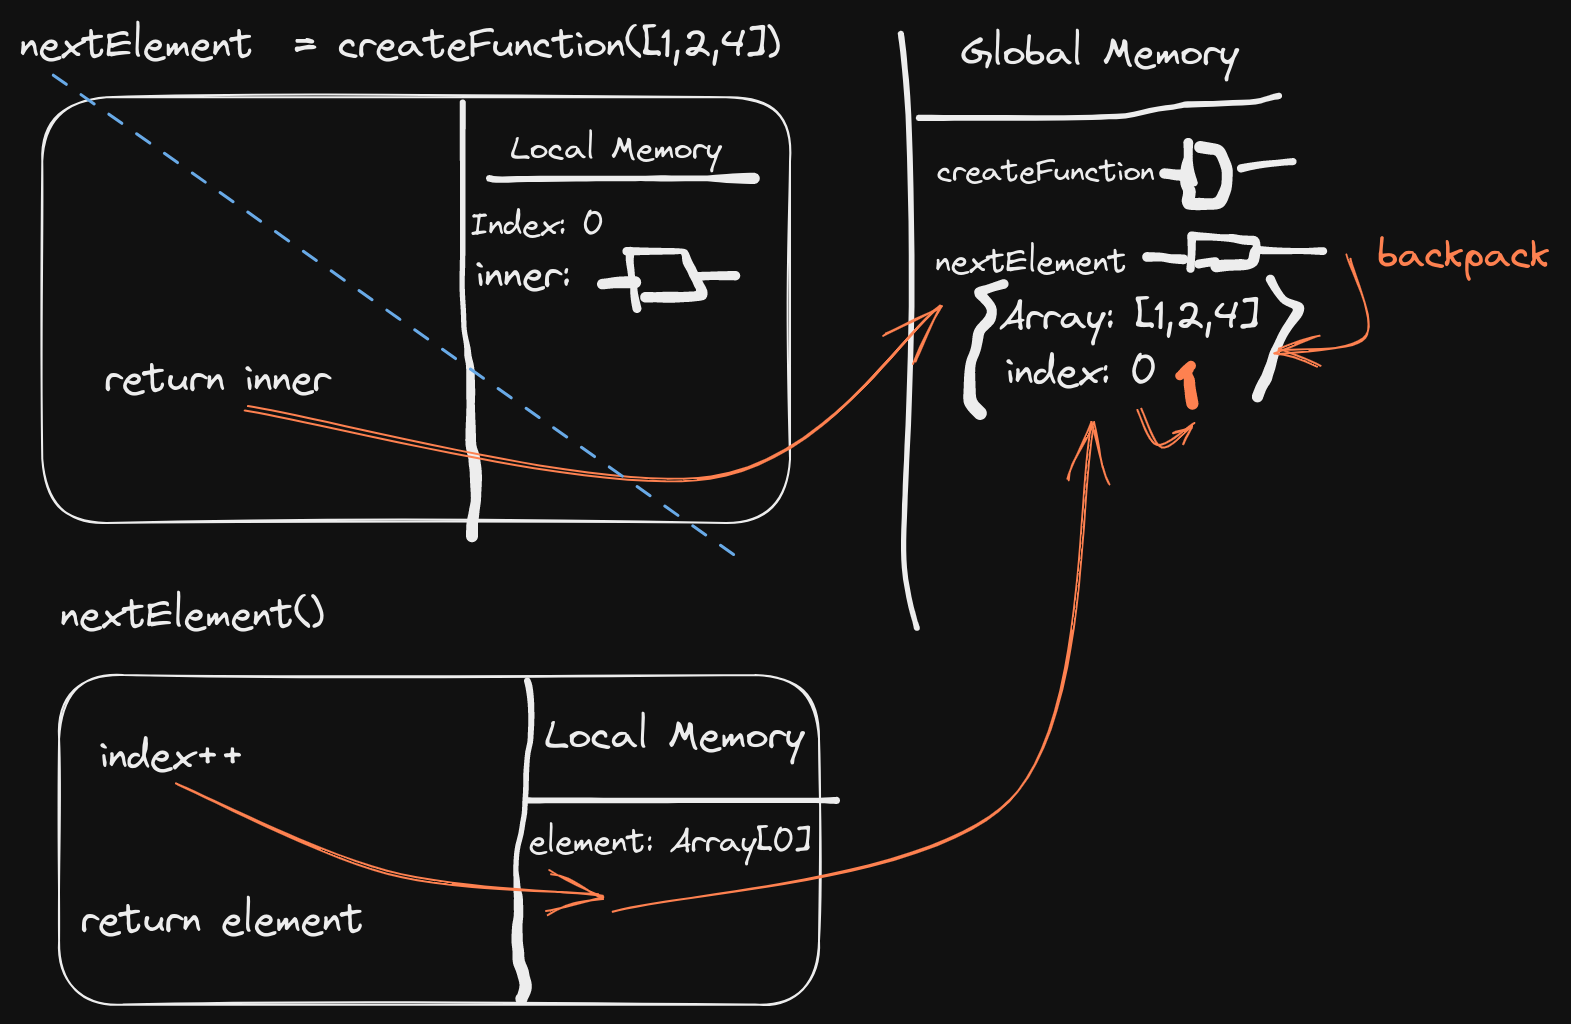 nextElement = createFunction([1,2,4])
Local Memory
Index: 0
inner:
return inner
Global Memory
createFunction
nextElement
backpack
Array: [1,2,4]
index: 0 1
nextElement()
index++
return element
Local Memory
element: Array[0]